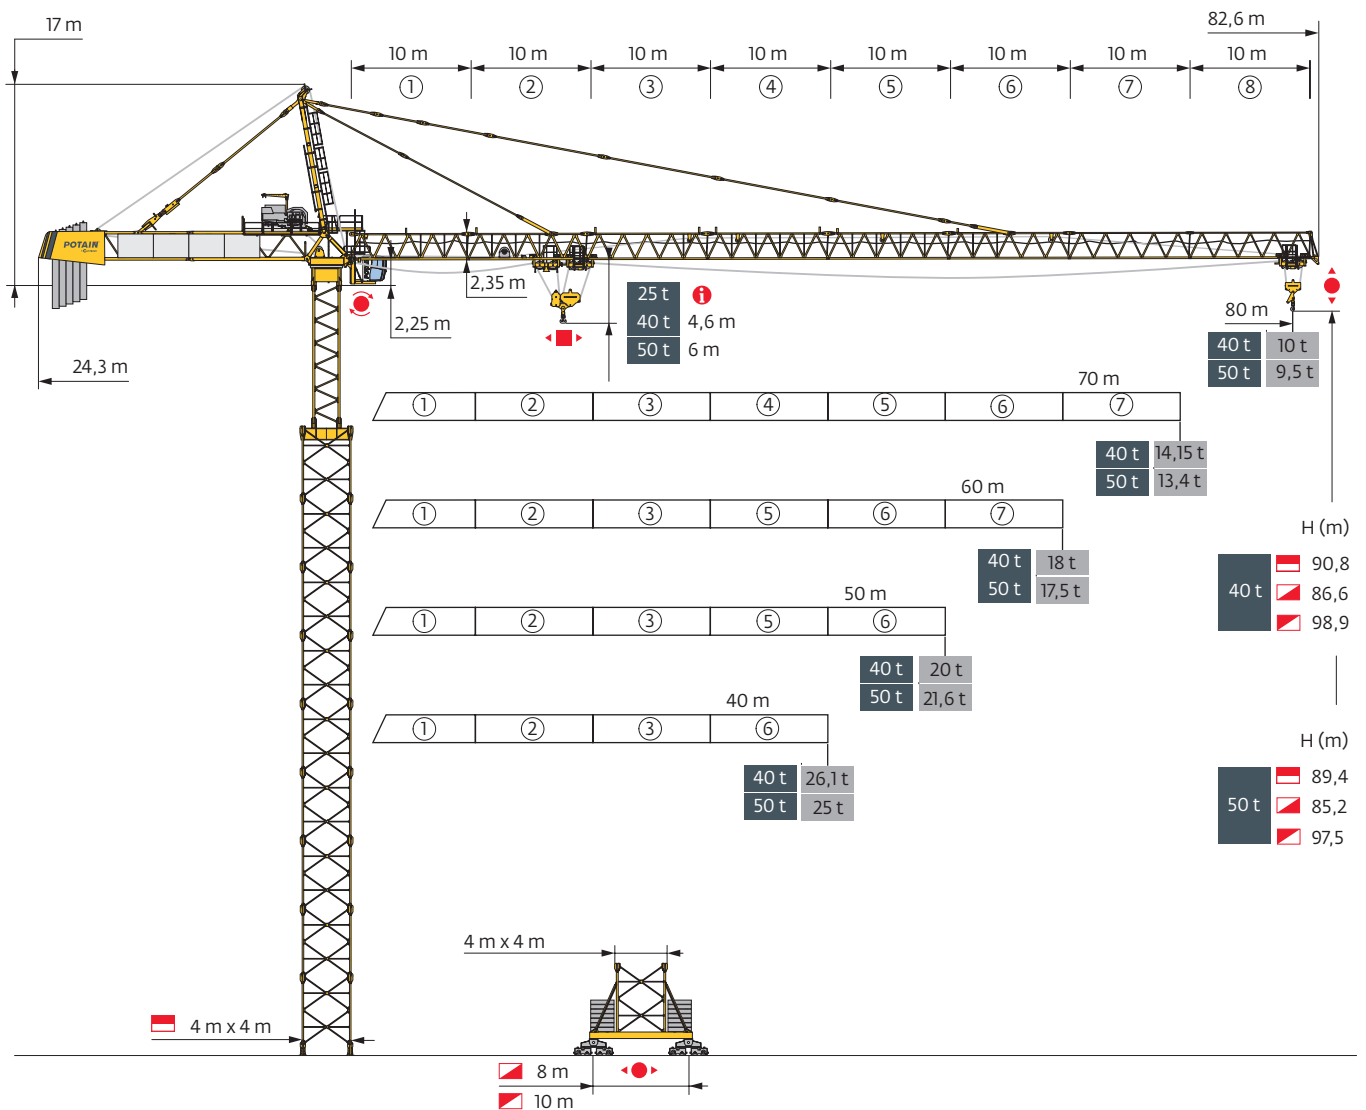 17 m
82,6 m
10 m 10 m 10 m 10 m 10 m 10 m 10 m 10 m
1 2 3 4 5 6 7 8
POTAIN
2,35 m
25 t i
40 t 4,6 m
50 t 6 m
2,25 m
24,3 m
80 m
40 t 10 t
50 t 9,5 t
70 m
1 2 3 4 5 6 7
40 t 14,15 t
50 t 13,4 t
60 m
1 2 3 5 6 7
40 t 18 t
50 t 17,5 t
50 m
1 2 3 5 6
40 t 20 t
50 t 21,6 t
40 m
1 2 3 6
40 t 26,1 t
50 t 25 t
H (m)
90,8
40 t 86,6
98,9
H (m)
89,4
50 t 85,2
97,5
4 m x 4 m
4 m x 4 m
8 m
10 m